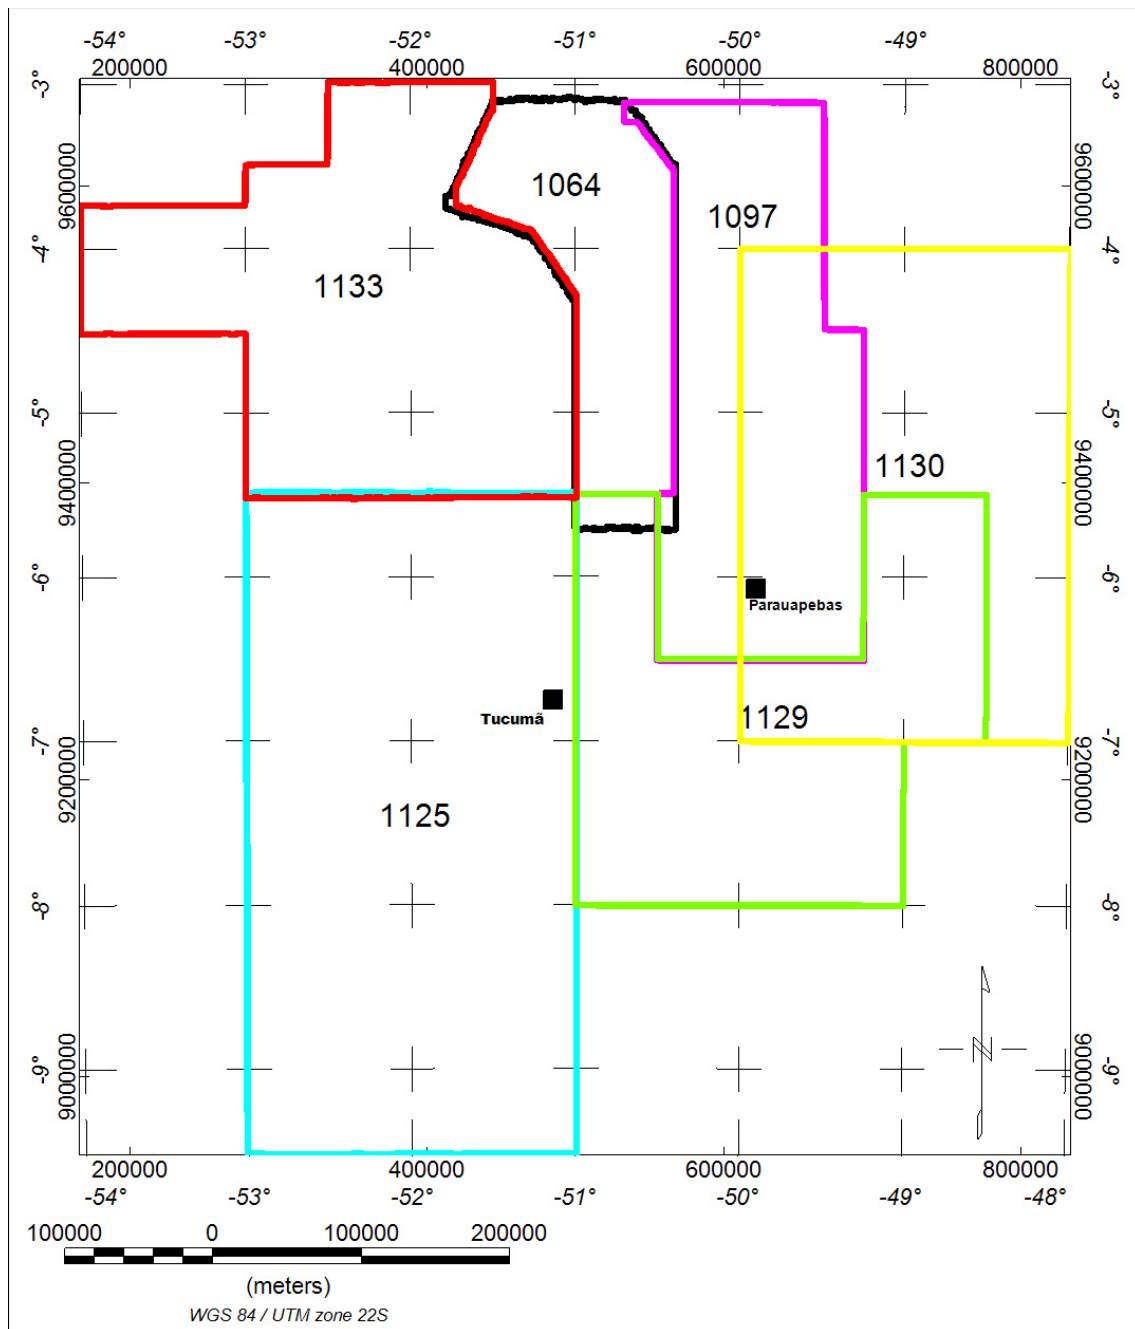 -54° -53° -52° -51° -50° -49°
200000 400000 600000 800000
-3° -3°
9600000 1064 9600000
1097
-4° -4°
1133
-5° -5°
9400000 1130 9400000
-6° -6°
Parauapebas
Tucumã
1129
-7° -7°
9200000 9200000
1125
-8° -8°
N
-9° -9°
9000000 9000000
200000 400000 600000 800000
-54° -53° -52° -51° -50° -49° -48°
100000 0 100000 200000
(meters)
WGS 84 / UTM zone 22S